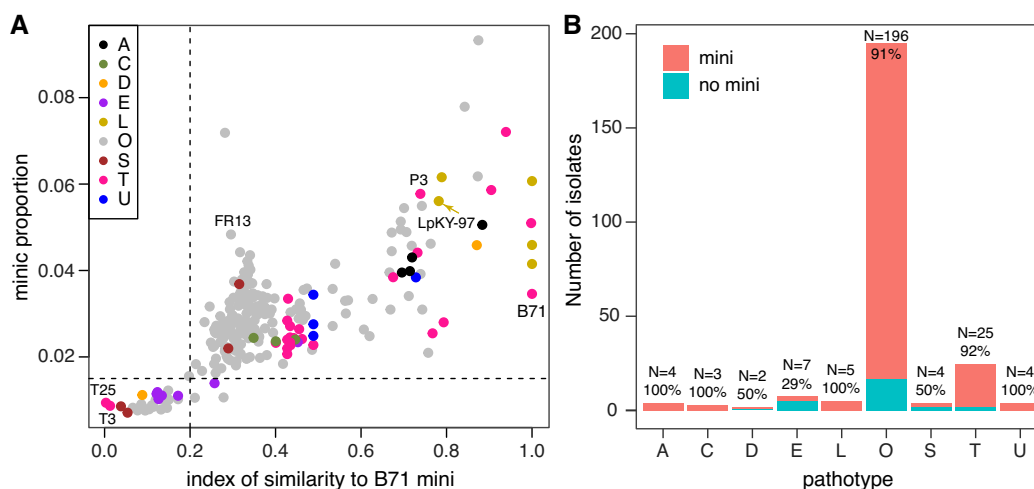 A
A
C
D
E
L
O
S
T
U
FR13
P3
LpKY-97
B71
T25
T3
0.08
0.06
0.04
0.02
minic proportion
0.0 0.2 0.4 0.6 0.8 1.0
index of similarity to B71 mini
B
mini
no mini
200
150
100
50
0
Number of isolates
N=4
100%
N=3
100%
N=2
50%
N=7
29%
N=5
100%
N=196
91%
N=4
50%
N=25
92%
N=4
100%
A C D E L O S T U
pathotype